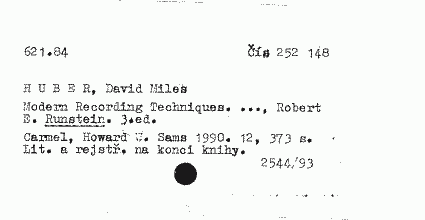 621.84 Čís 252 148
H U B E R, David Miles
Modern Recording Techniques. ..., Robert
E. Runstein. 3.ed.
Carmel, Howard W. Sams 1990. 12, 373 s.
Lit. a rejstř. na konci knihy.
2544/93